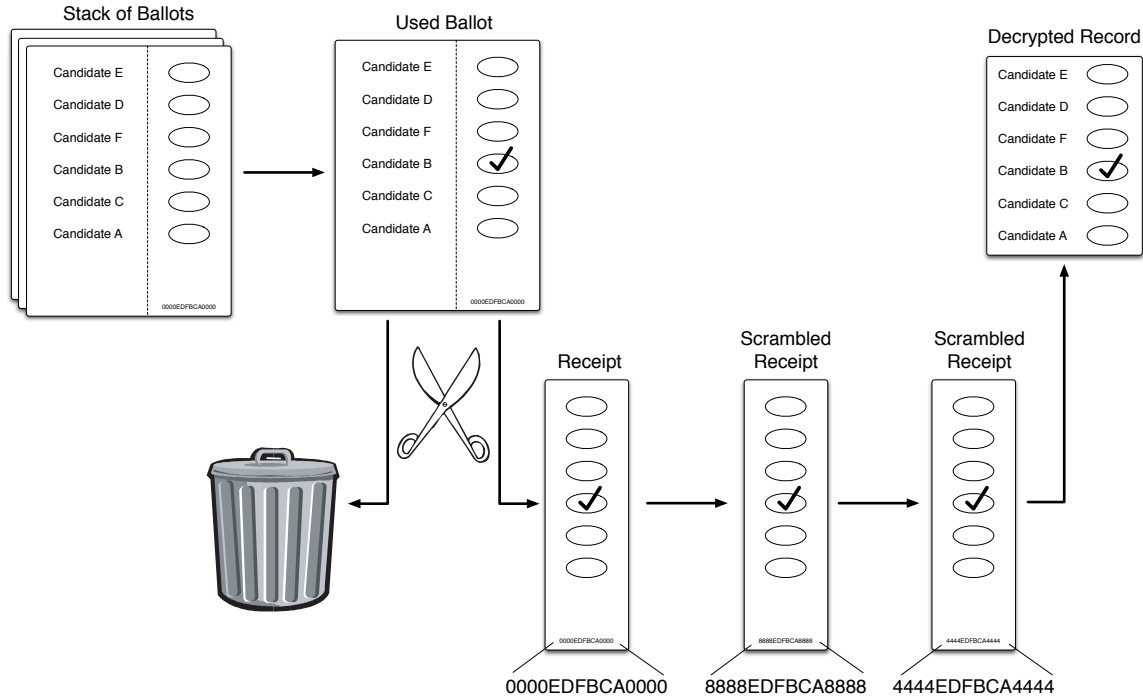 Stack of Ballots
Candidate E
Candidate D
Candidate F
Candidate B
Candidate C
Candidate A
0000EDFBCA0000
Used Ballot
Candidate E
Candidate D
Candidate F
Candidate B
Candidate C
Candidate A
0000EDFBCA0000
Decrypted Record
Candidate E
Candidate D
Candidate F
Candidate B
Candidate C
Candidate A
Receipt
0000EDFBCA0000
0000EDFBCA0000
Scrambled
Receipt
8888EDFBCA8888
8888EDFBCA8888
Scrambled
Receipt
4444EDFBCA4444
4444EDFBCA4444